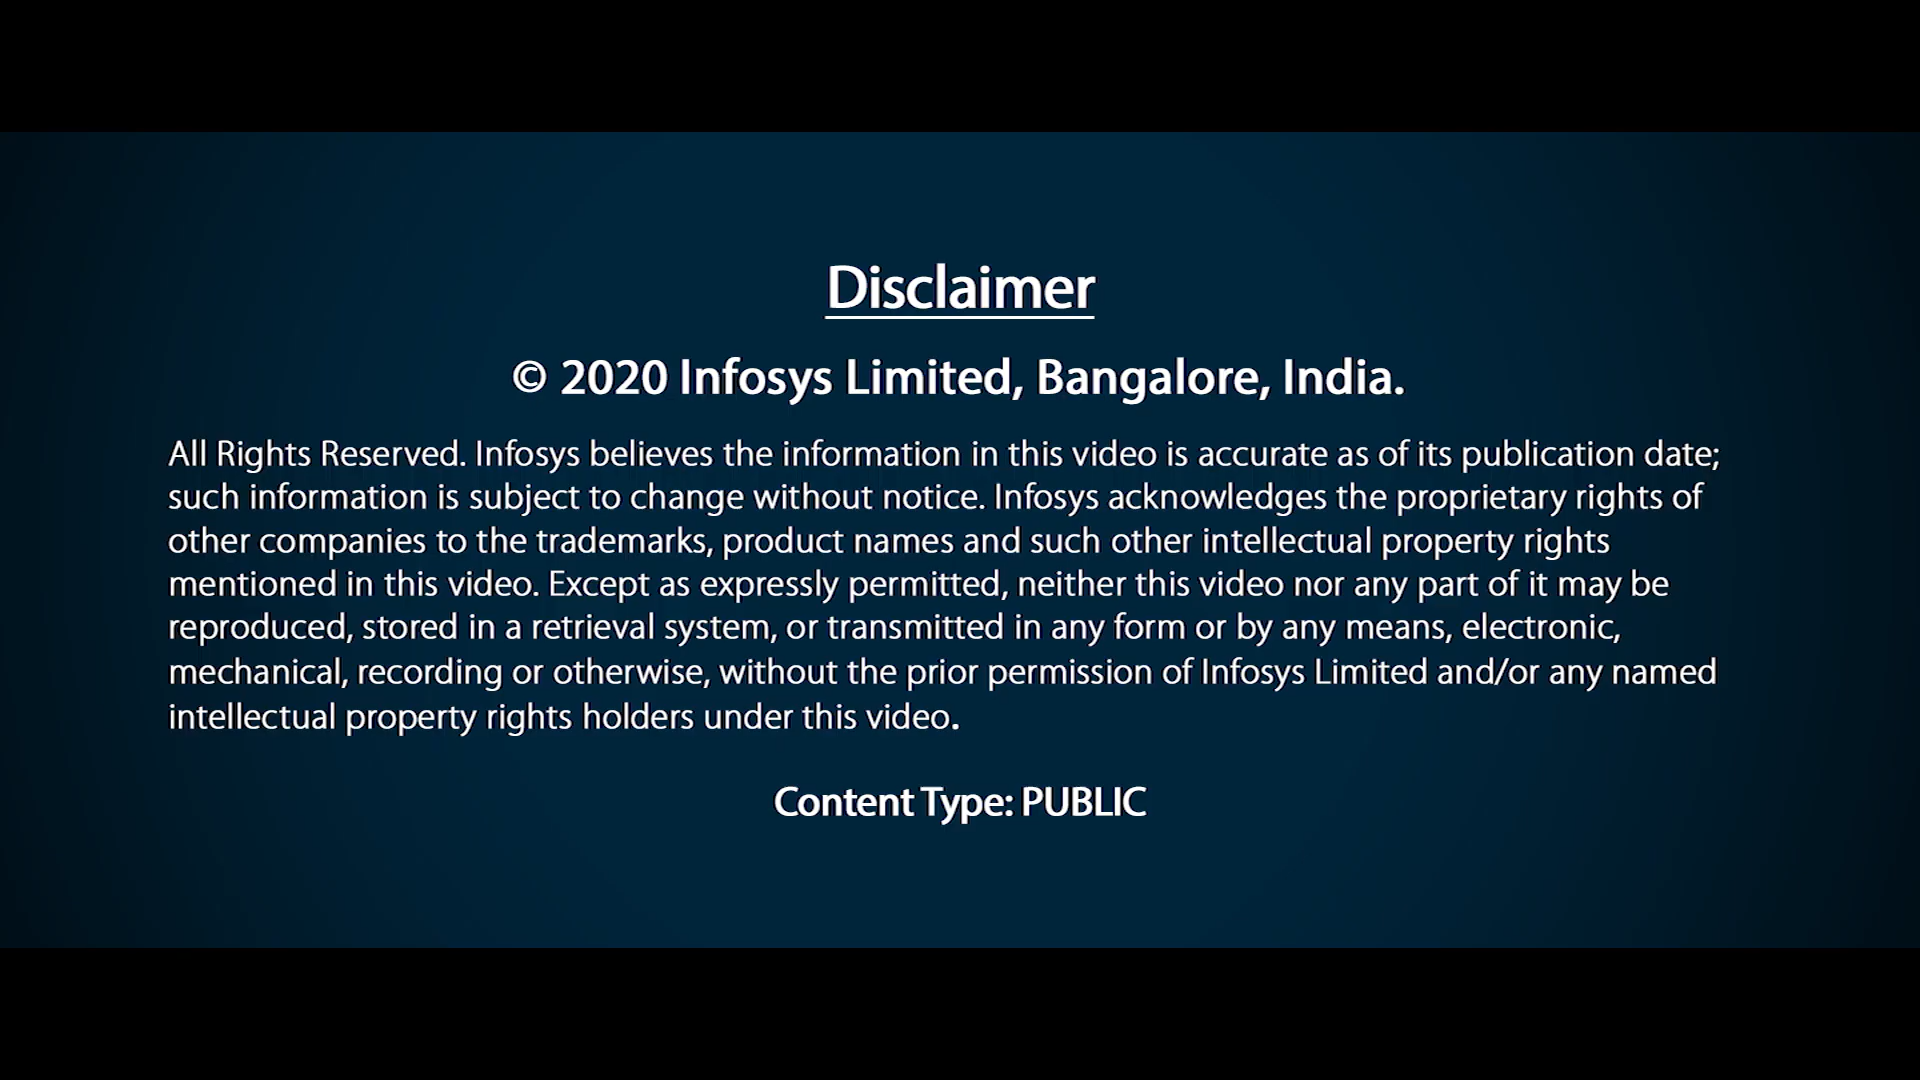 Disclaimer
© 2020 Infosys Limited, Bangalore, India.
All Rights Reserved. Infosys believes the information in this video is accurate as of its publication date;
such information is subject to change without notice. Infosys acknowledges the proprietary rights of
other companies to the trademarks, product names and such other intellectual property rights
mentioned in this video. Except as expressly permitted, neither this video nor any part of it may be
reproduced, stored in a retrieval system, or transmitted in any form or by any means, electronic,
mechanical, recording or otherwise, without the prior permission of Infosys Limited and/or any named
intellectual property rights holders under this video.
Content Type: PUBLIC